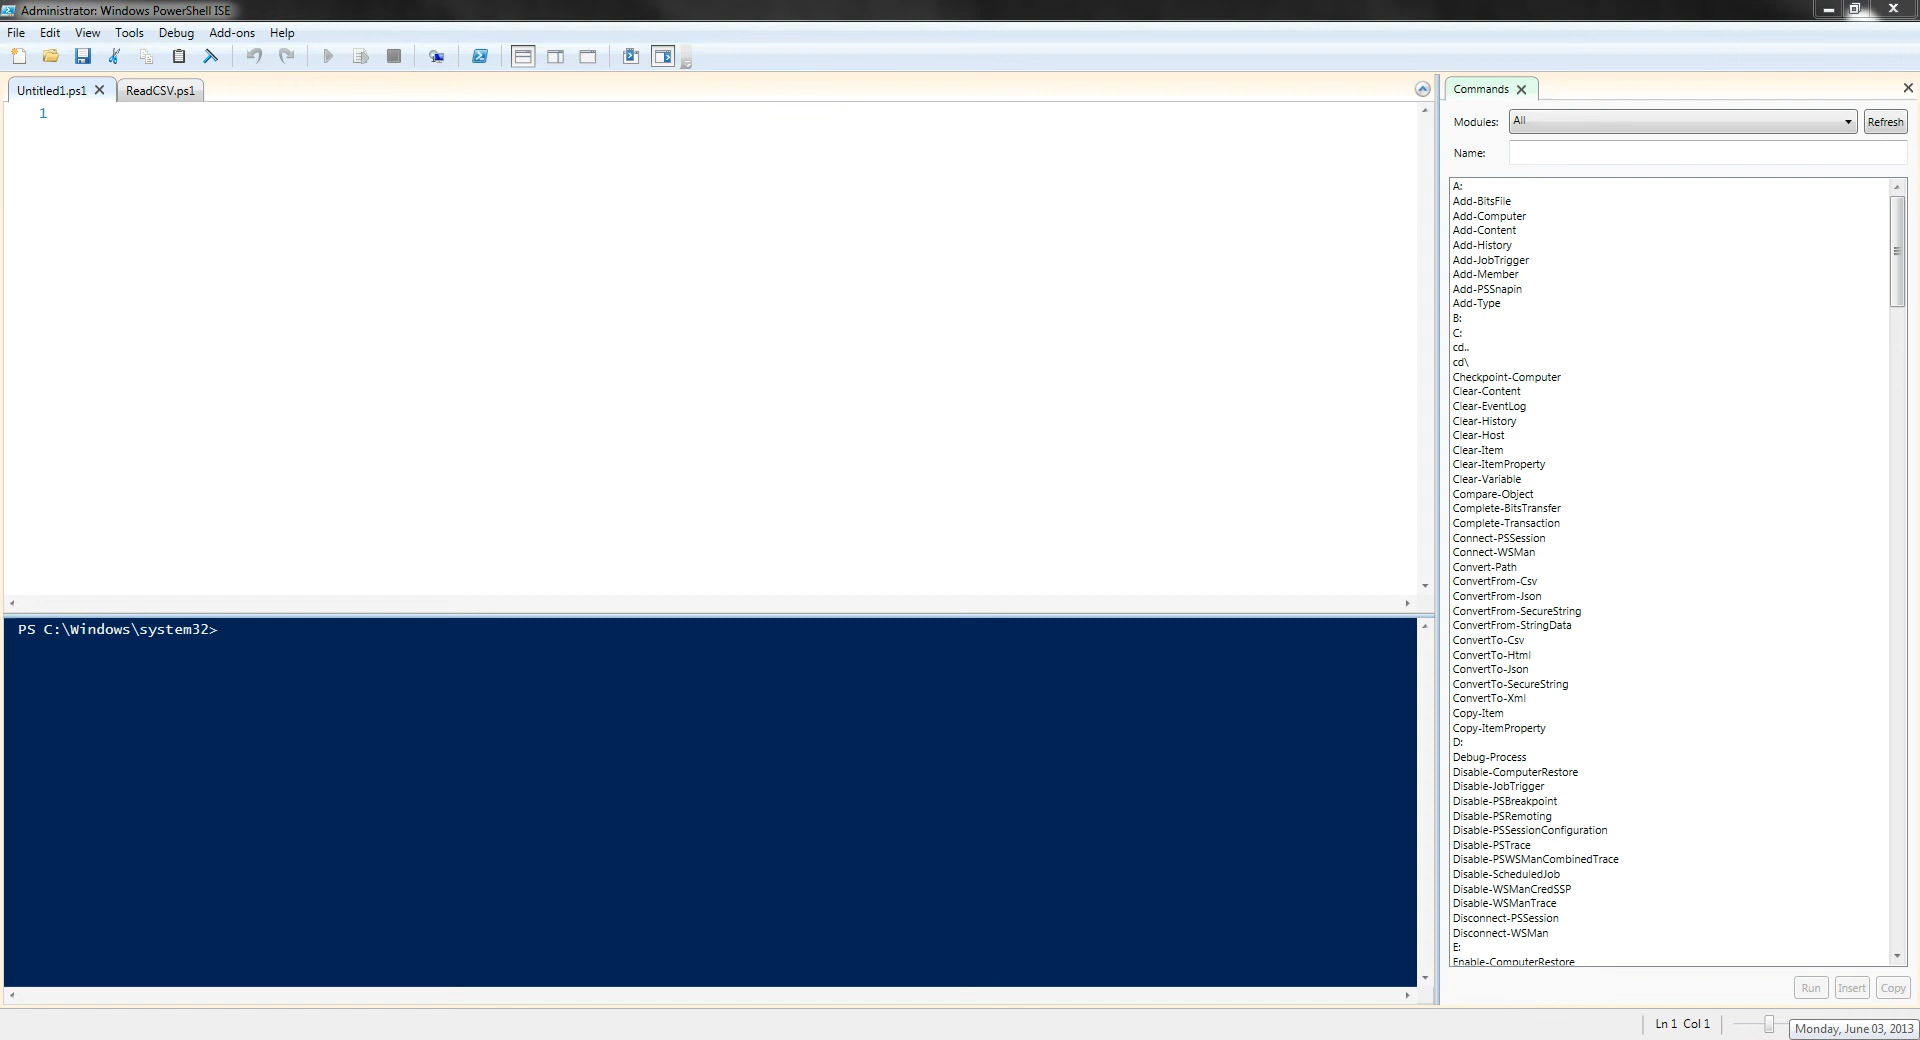 Administrator: Windows PowerShell ISE
File Edit View Tools Debug Add-ons Help
Untitled1.ps1 ReadCSV.ps1
1
PS C:\Windows\system32>
Commands
Modules: All Refresh
Name:
A:
Add-BitsFile
Add-Computer
Add-Content
Add-History
Add-JobTrigger
Add-Member
Add-PSSnapin
Add-Type
B:
C:
cd..
cd\
Checkpoint-Computer
Clear-Content
Clear-EventLog
Clear-History
Clear-Host
Clear-Item
Clear-ItemProperty
Clear-Variable
Compare-Object
Complete-BitsTransfer
Complete-Transaction
Connect-PSSession
Connect-WSMan
Convert-Path
ConvertFrom-Csv
ConvertFrom-Json
ConvertFrom-SecureString
ConvertFrom-StringData
ConvertTo-Csv
ConvertTo-Html
ConvertTo-Json
ConvertTo-SecureString
ConvertTo-Xml
Copy-Item
Copy-ItemProperty
D:
Debug-Process
Disable-ComputerRestore
Disable-JobTrigger
Disable-PSBreakpoint
Disable-PSRemoting
Disable-PSSessionConfiguration
Disable-PSTrace
Disable-PSWSManCombinedTrace
Disable-ScheduledJob
Disable-WSManCredSSP
Disable-WSManTrace
Disconnect-PSSession
Disconnect-WSMan
E:
Enable-ComputerRestore
Run Insert Copy
Ln 1 Col 1
Monday, June 03, 2013